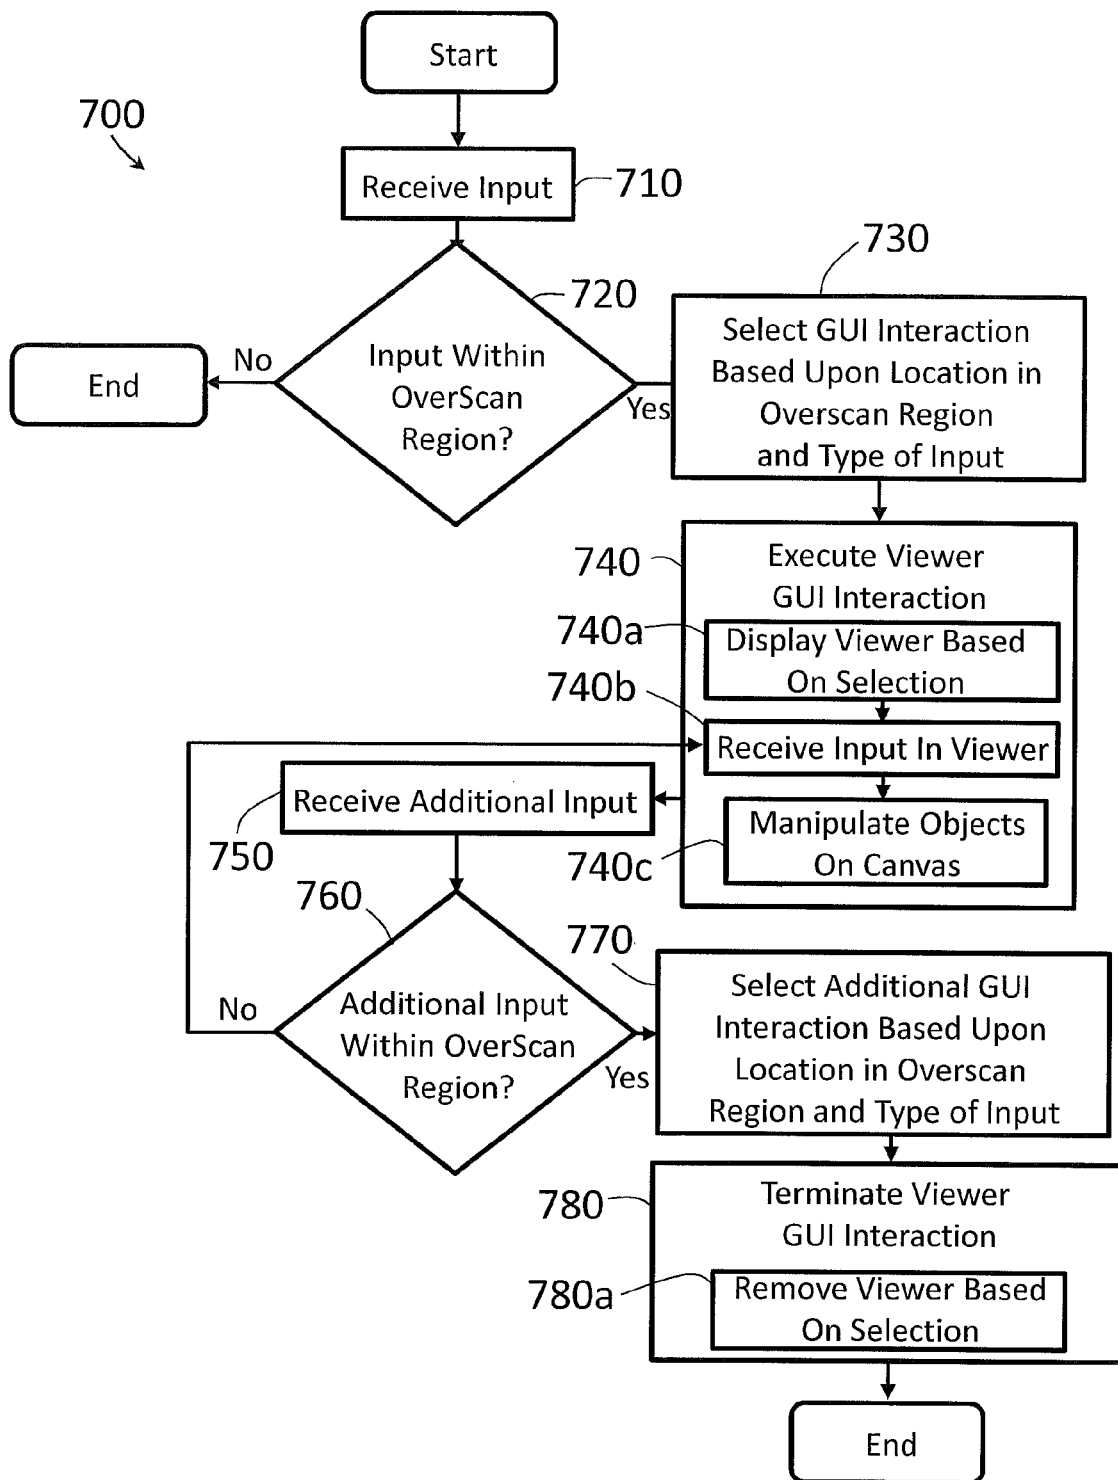 Start
700
Receive Input
710
720
730
Input Within
OverScan
Region?
No
End
Yes
Select GUI Interaction
Based Upon Location in
Overscan Region
and Type of Input
740
Execute Viewer
GUI Interaction
740a
Display Viewer Based
On Selection
740b
Receive Input In Viewer
Receive Additional Input
750
Manipulate Objects
On Canvas
740c
760
Additional Input
Within OverScan
Region?
No
Yes
770
Select Additional GUI
Interaction Based Upon
Location in Overscan
Region and Type of Input
780
Terminate Viewer
GUI Interaction
780a
Remove Viewer Based
On Selection
End